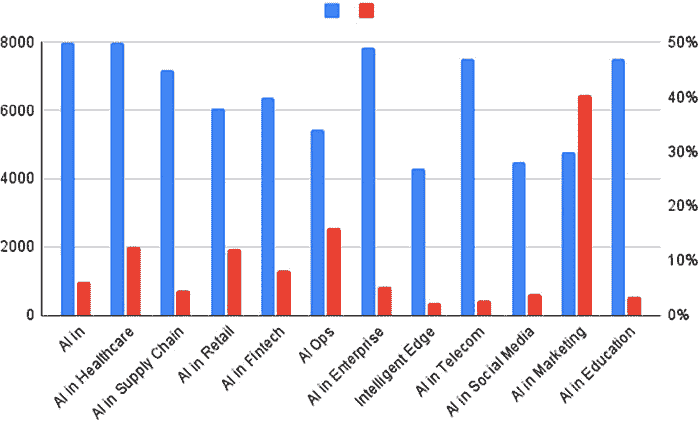 8000
6000
4000
2000
0
50%
40%
30%
20%
10%
0%
AI in
AI in Healthcare
AI in Supply Chain
AI in Retail
AI in Fintech
AI Ops
AI in Enterprise
Intelligent Edge
AI in Telecom
AI in Social Media
AI in Marketing
AI in Education